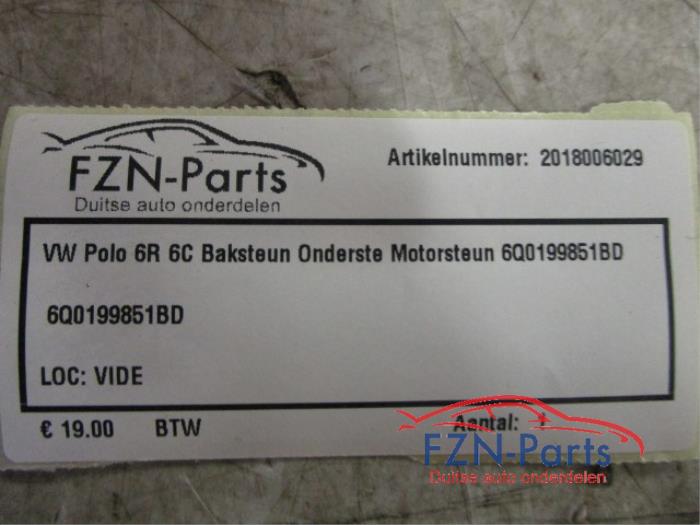 FZN-Parts
Duitse auto onderdelen
Artikelnummer: 2018006029
VW Polo 6R 6C Baksteun Onderste Motorsteun 6Q0199851BD
6Q0199851BD
LOC: VIDE
€ 19.00 BTW Aantal: 1
FZN-Parts
Duitse auto onderdelen